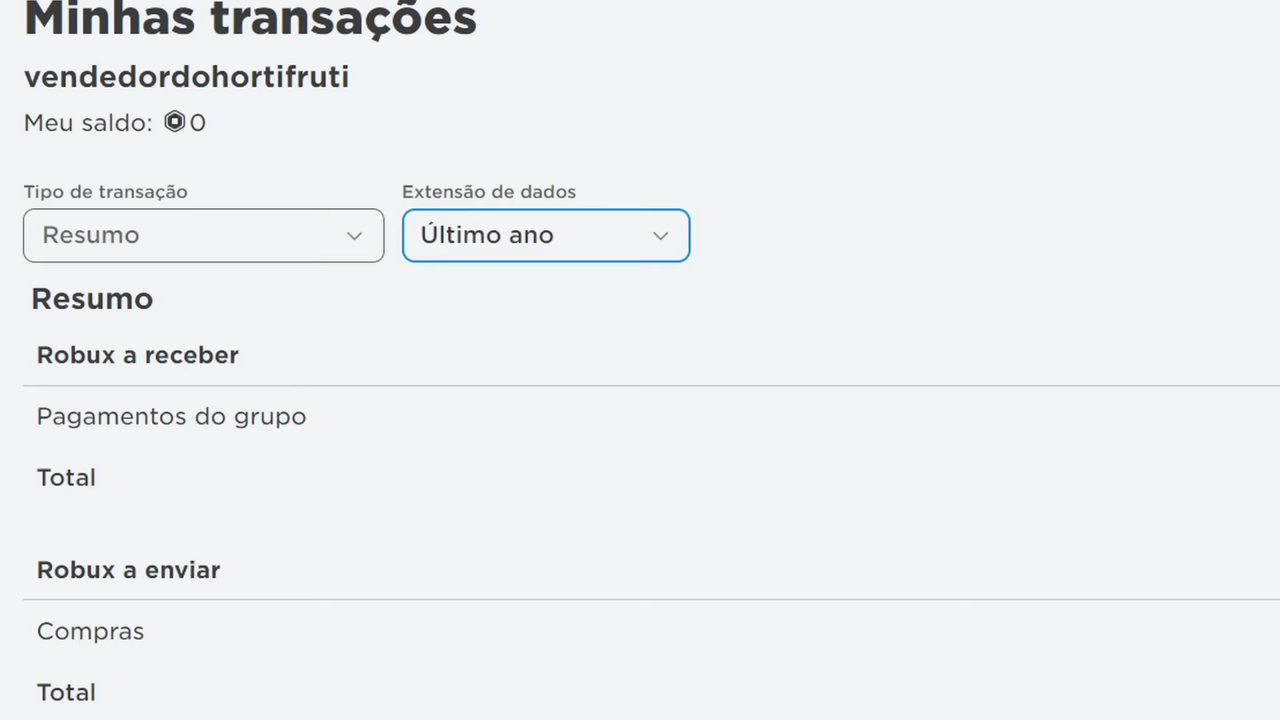 Minhas transações
vendedordohortifruti
Meu saldo: 0
Tipo de transação Extensão de dados
Resumo Último ano
Resumo
Robux a receber
Pagamentos do grupo
Total
Robux a enviar
Compras
Total